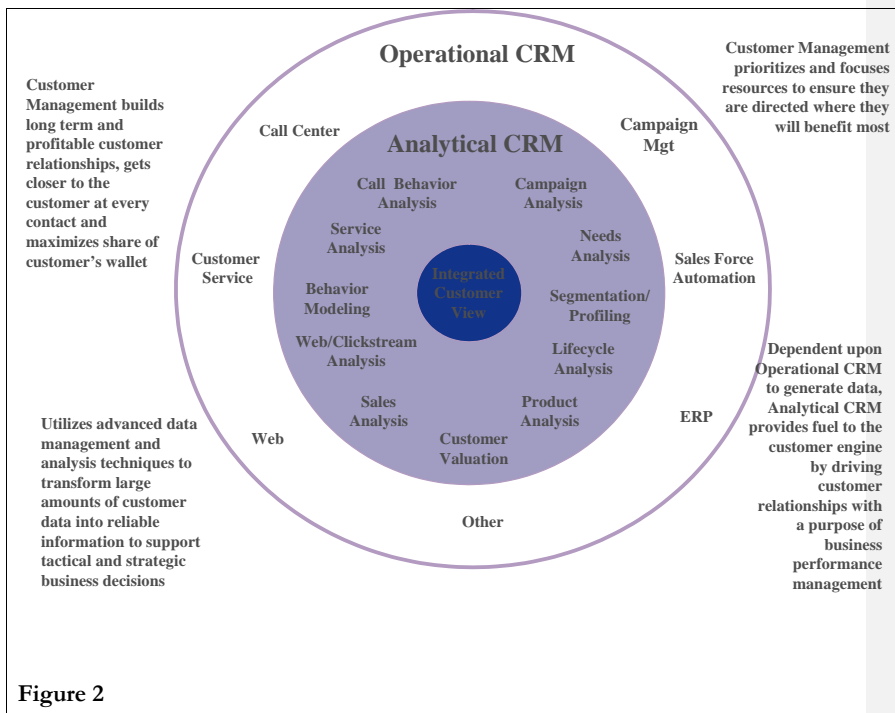 Operational CRM
Customer
Management builds
long term and
profitable customer
relationships, gets
closer to the
customer at every
contact and
maximizes share of
customer's wallet
Customer Management
prioritizes and focuses
resources to ensure they
are directed where they
will benefit most
Call Center
Campaign
Mgt
Analytical CRM
Call Behavior
Analysis
Campaign
Analysis
Service
Analysis
Needs
Analysis
Customer
Service
Sales Force
Automation
Integrated
Customer
View
Behavior
Modeling
Segmentation/
Profiling
Web/Clickstream
Analysis
Lifecycle
Analysis
Sales
Analysis
Product
Analysis
Customer
Valuation
Web
ERP
Other
Dependent upon
Operational CRM
to generate data,
Analytical CRM
provides fuel to the
customer engine
by driving
customer
relationships with
a purpose of
business
performance
management
Utilizes advanced data
management and
analysis techniques to
transform large
amounts of customer
data into reliable
information to support
tactical and strategic
business decisions
Figure 2